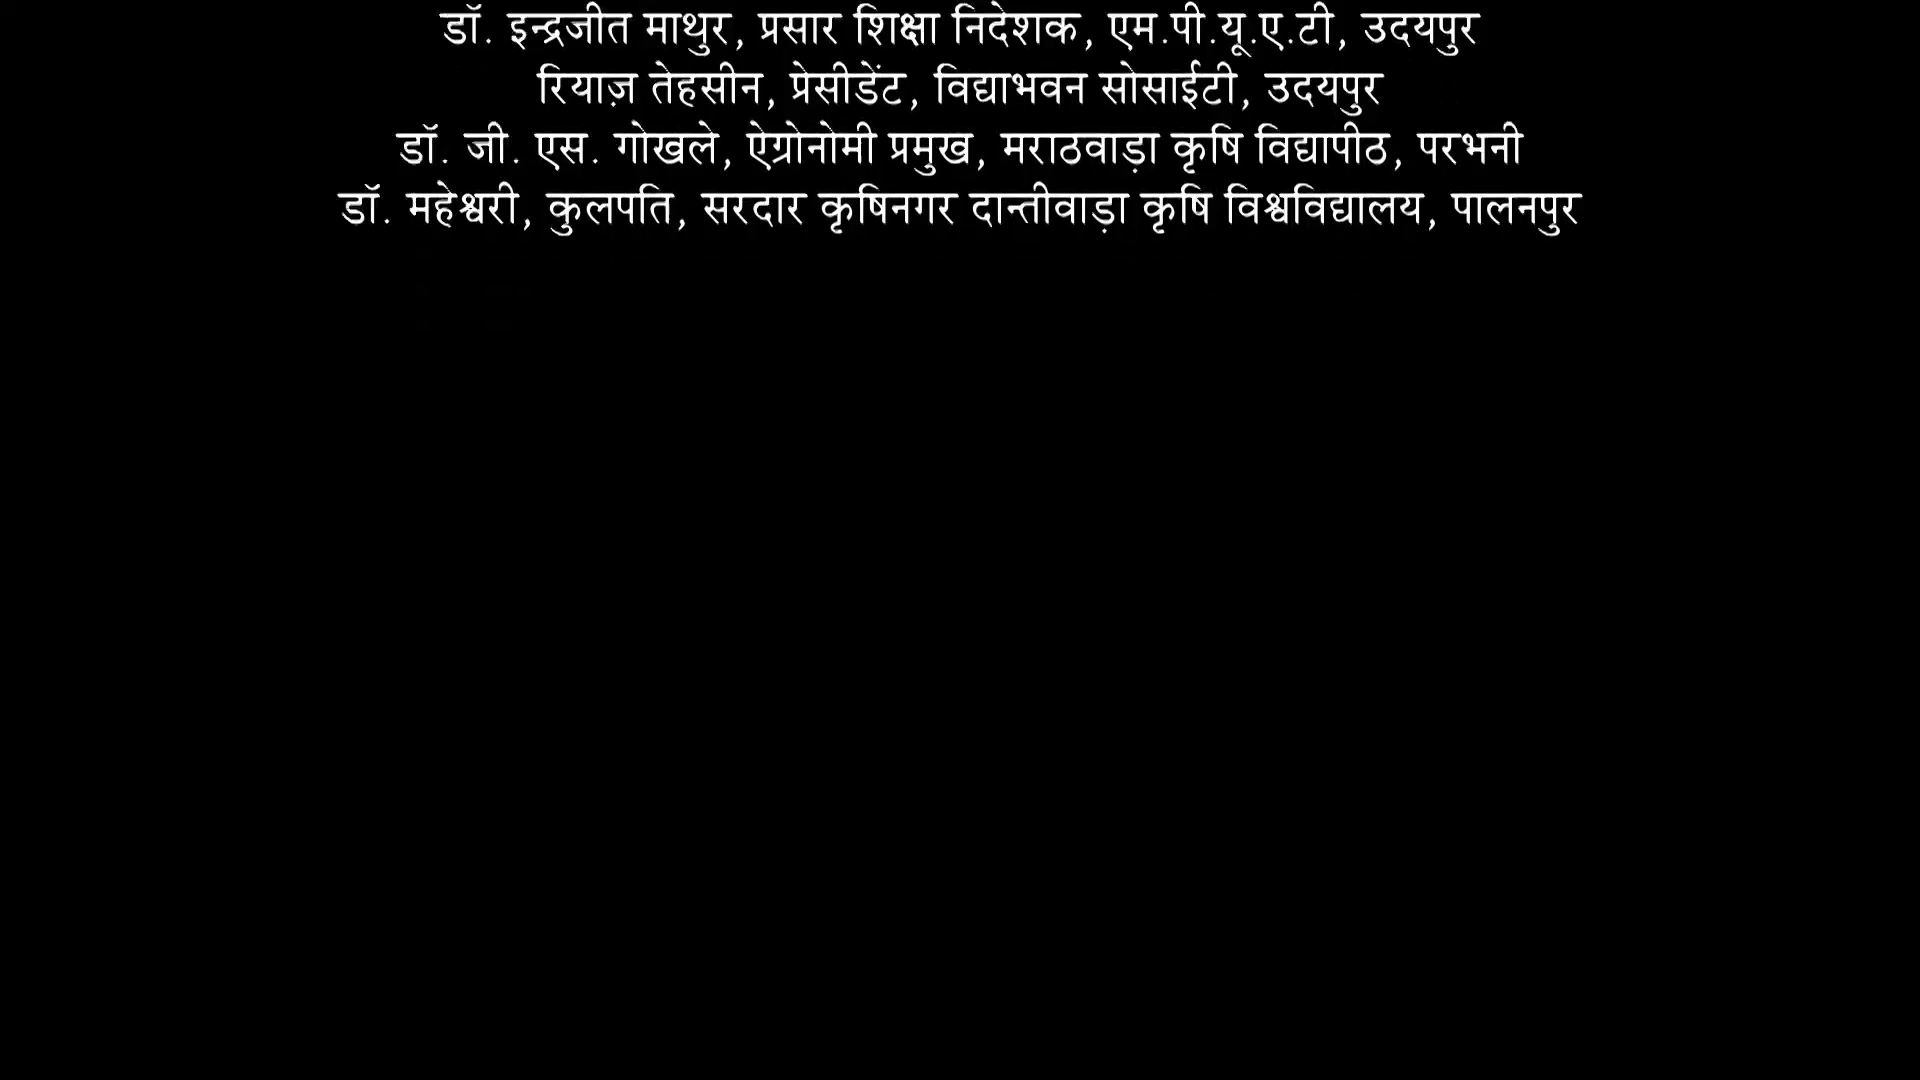 डॉ. इन्द्रजीत माथुर, प्रसार शिक्षा निदेशक, एम.पी.यू.ए.टी, उदयपुर
रियाज़ तेहसीन, प्रेसीडेंट, विद्याभवन सोसाईटी, उदयपुर
डॉ. जी. एस. गोखले, ऐग्रोनोमी प्रमुख, मराठवाड़ा कृषि विद्यापीठ, परभनी
डॉ. महेश्वरी, कुलपति, सरदार कृषिनगर दान्तीवाड़ा कृषि विश्वविद्यालय, पालनपुर